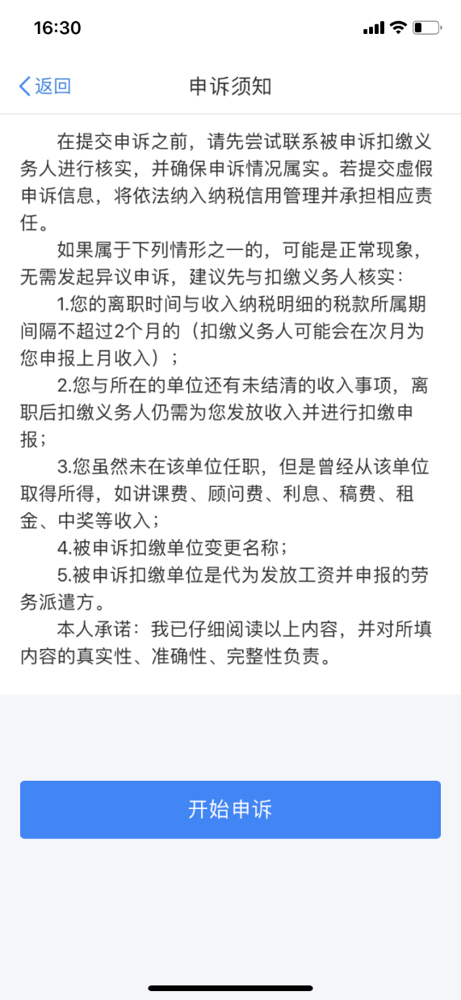 16:30
返回
申诉须知
在提交申诉之前，请先尝试联系被申诉扣缴义
务人进行核实，并确保申诉情况属实。若提交虚假
申诉信息，将依法纳入纳税信用管理并承担相应责
任。
如果属于下列情形之一的，可能是正常现象，
无需发起异议申诉，建议先与扣缴义务人核实：
1.您的离职时间与收入纳税明细的税款所属期
间隔不超过2个月的（扣缴义务人可能会在次月为
您申报上月收入）；
2.您与所在的单位还有未结清的收入事项，离
职后扣缴义务人仍需为您发放收入并进行扣缴申
报；
3.您虽然未在该单位任职，但是曾经从该单位
取得所得，如讲课费、顾问费、利息、稿费、租
金、中奖等收入；
4.被申诉扣缴单位变更名称；
5.被申诉扣缴单位是代为发放工资并申报的劳
务派遣方。
本人承诺：我已仔细阅读以上内容，并对所填
内容的真实性、准确性、完整性负责。
开始申诉